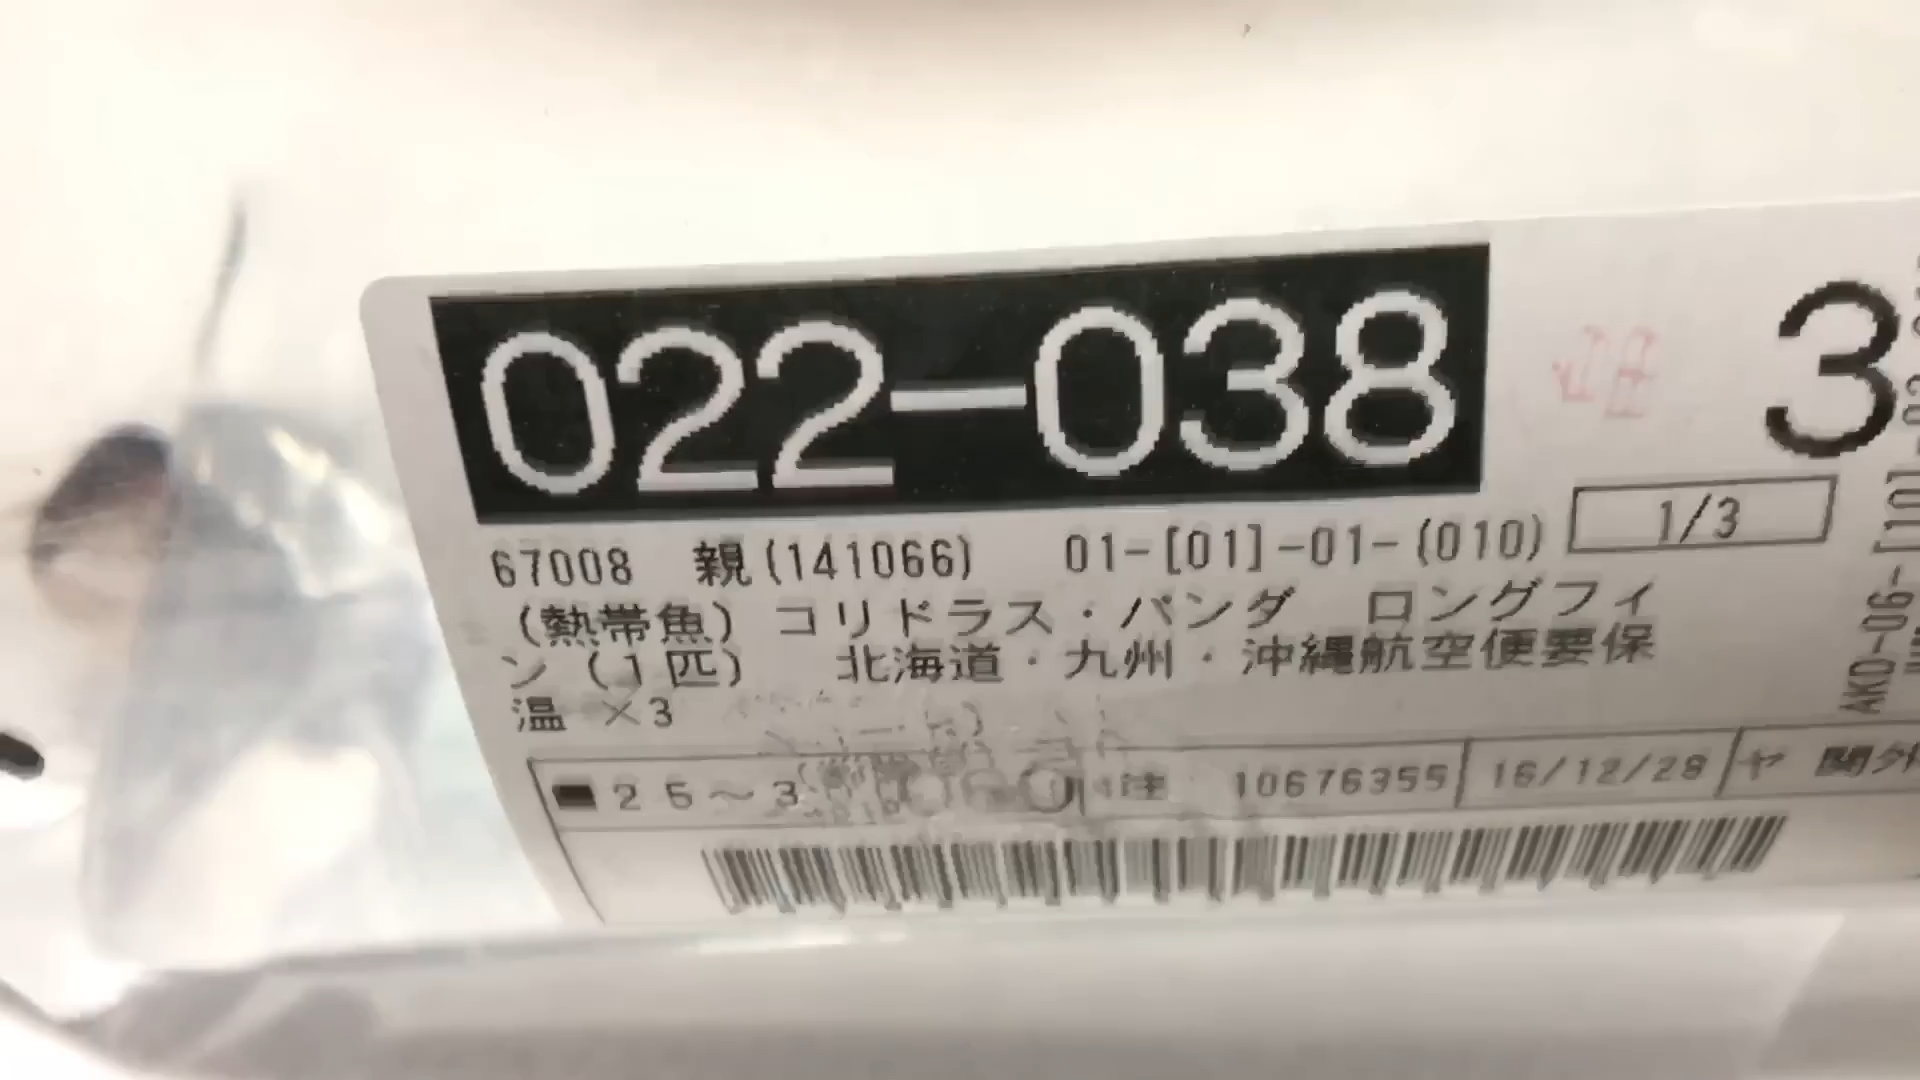 022-038
3
67008 親(141066) 01-[01]-01-(010) 1/3
(熱帯魚) コリドラス・パンダ ロングフィ
ン (1匹) 北海道・九州・沖縄航空便要保
温 ×3
10676355 16/12/28 ヤ 関外